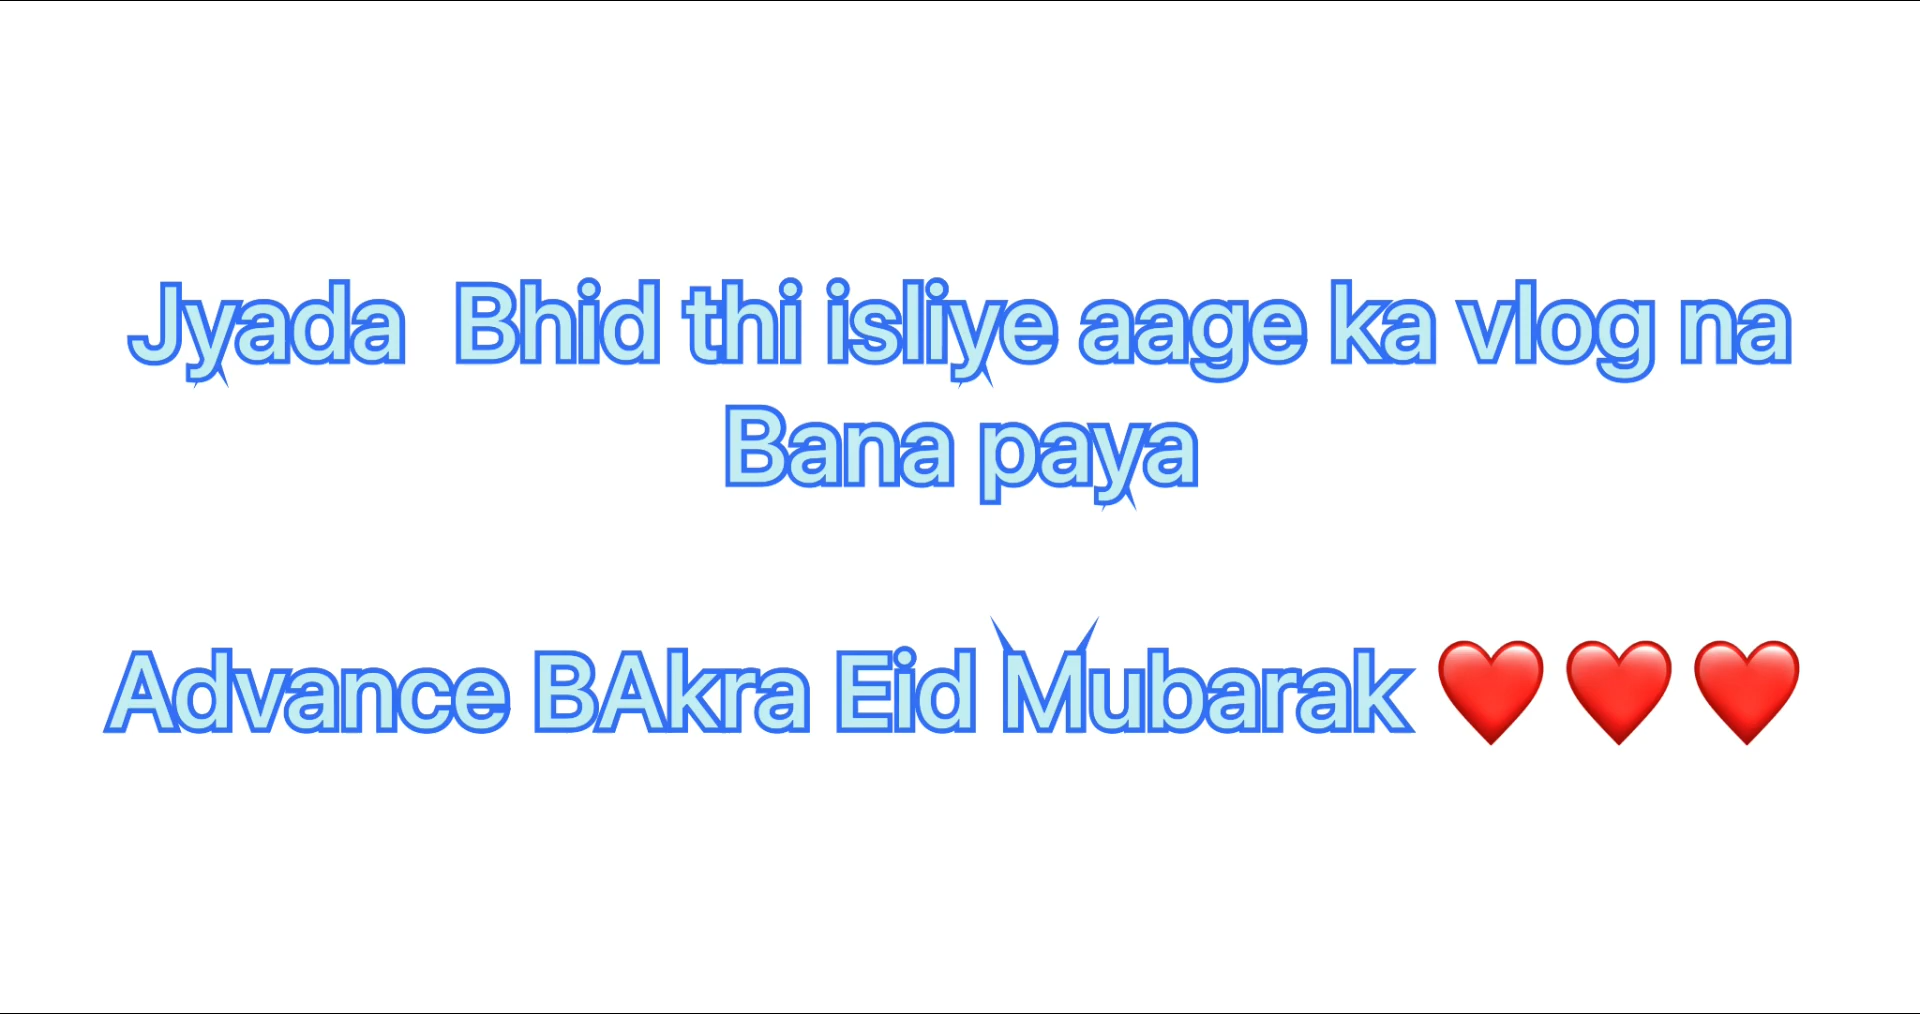 Jyada  Bhid thi isliye aage ka vlog na
Bana paya
Advance BAkra Eid Mubarak ❤️ ❤️ ❤️